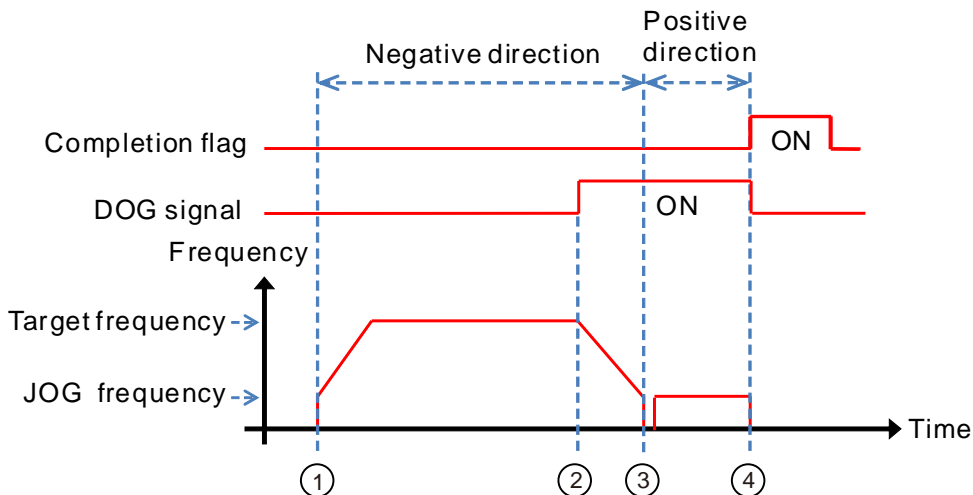 Positive
direction
Negative direction
Completion flag
ON
DOG signal
ON
Frequency
Target frequency
JOG frequency
Time
1 2 3 4